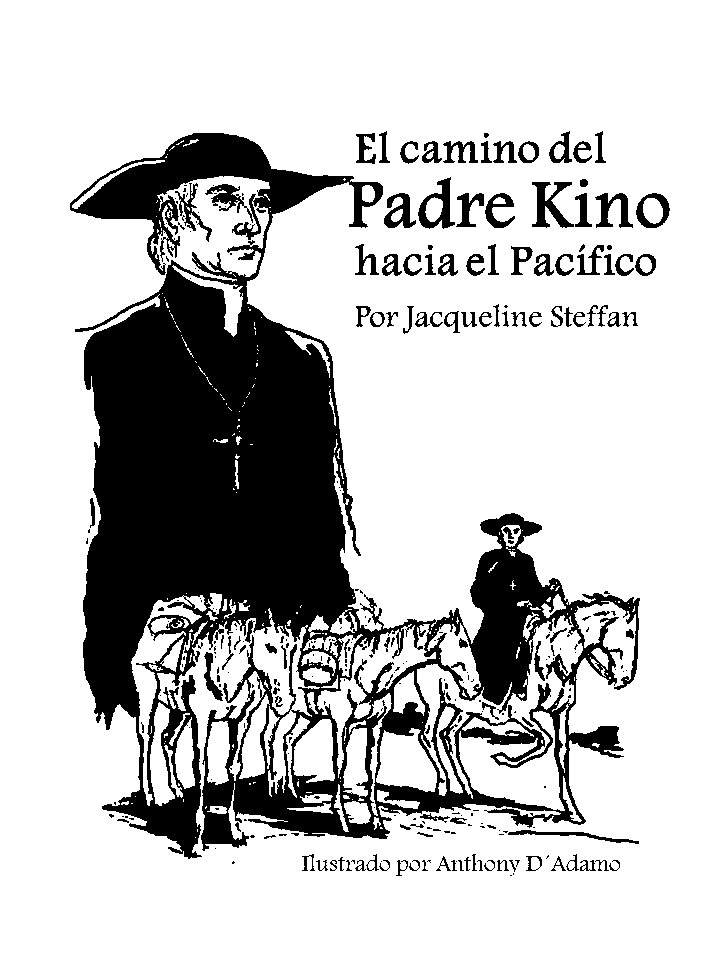 El camino del
Padre Kino
hacia el Pacífico
Por Jacqueline Steffan
Ilustrado por Anthony D´Adamo